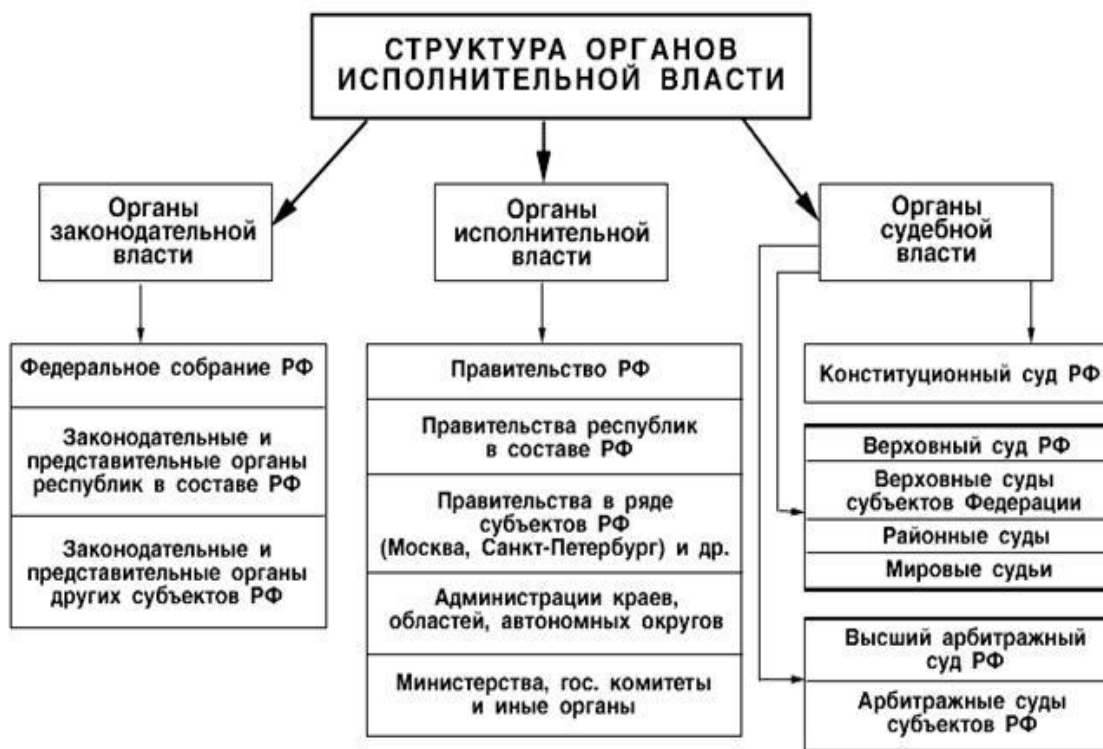 СТРУКТУРА ОРГАНОВ
ИСПОЛНИТЕЛЬНОЙ ВЛАСТИ
Органы
законодательной
власти
Федеральное собрание РФ
Законодательные и
представительные органы
республик в составе РФ
Законодательные и
представительные органы
других субъектов РФ
Органы
исполнительной
власти
Правительство РФ
Правительства республик
в составе РФ
Правительства в ряде
субъектов РФ
(Москва, Санкт-Петербург) и др.
Администрации краев,
областей, автономных округов
Министерства, гос. комитеты
и иные органы
Органы
судебной
власти
Конституционный суд РФ
Верховный суд РФ
Верховные суды
субъектов Федерации
Районные суды
Мировые судьи
Высший арбитражный
суд РФ
Арбитражные суды
субъектов РФ